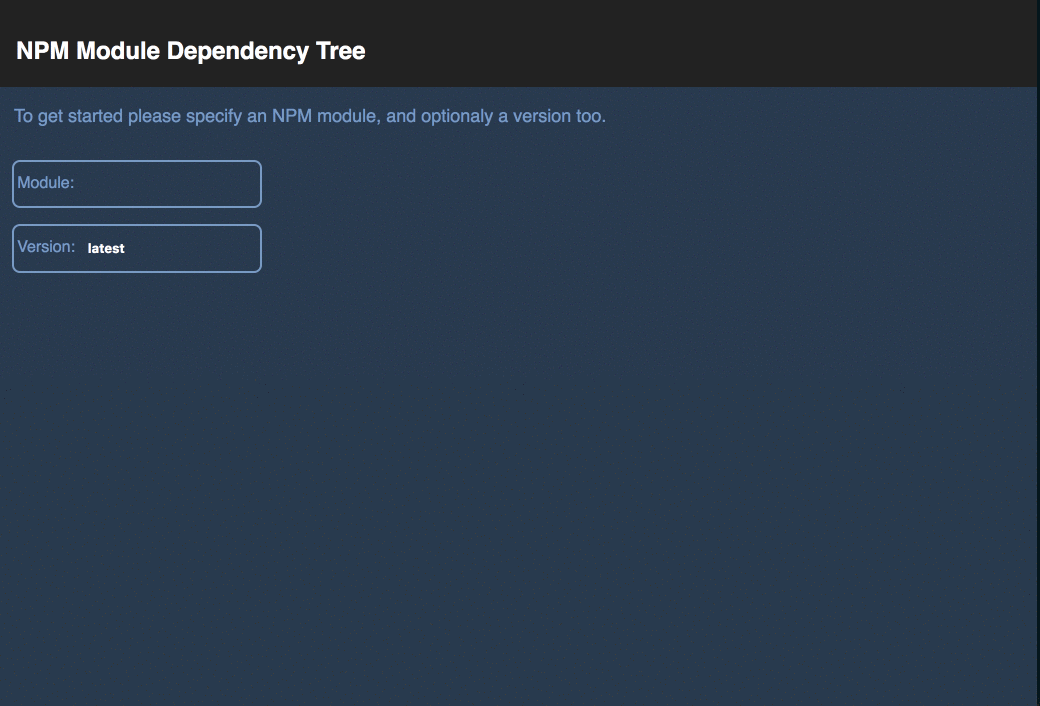 NPM Module Dependency Tree
To get started please specify an NPM module, and optionaly a version too.
Module:
Version: latest